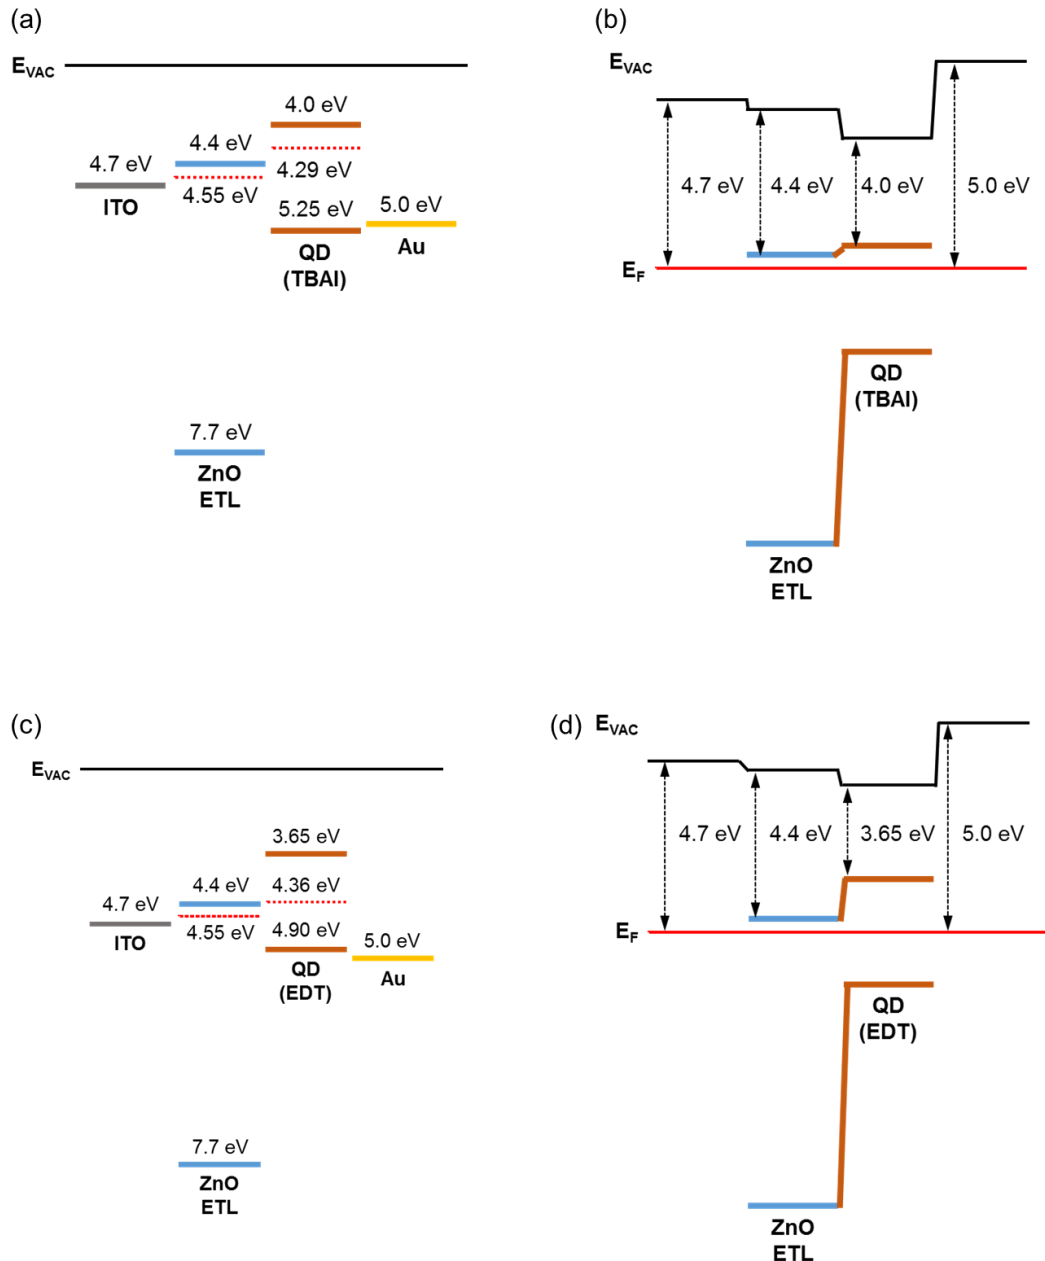 (a)
E_VAC
4.0 eV
4.4 eV
4.7 eV
4.29 eV
4.55 eV
ITO
5.25 eV
5.0 eV
QD
(TBAI)
Au
7.7 eV
ZnO
ETL
(b)
E_VAC
4.7 eV
4.4 eV
4.0 eV
5.0 eV
E_F
QD
(TBAI)
ZnO
ETL
(c)
E_VAC
3.65 eV
4.4 eV
4.36 eV
4.7 eV
4.55 eV
ITO
4.90 eV
5.0 eV
QD
(EDT)
Au
7.7 eV
ZnO
ETL
(d)
E_VAC
4.7 eV
4.4 eV
3.65 eV
5.0 eV
E_F
QD
(EDT)
ZnO
ETL